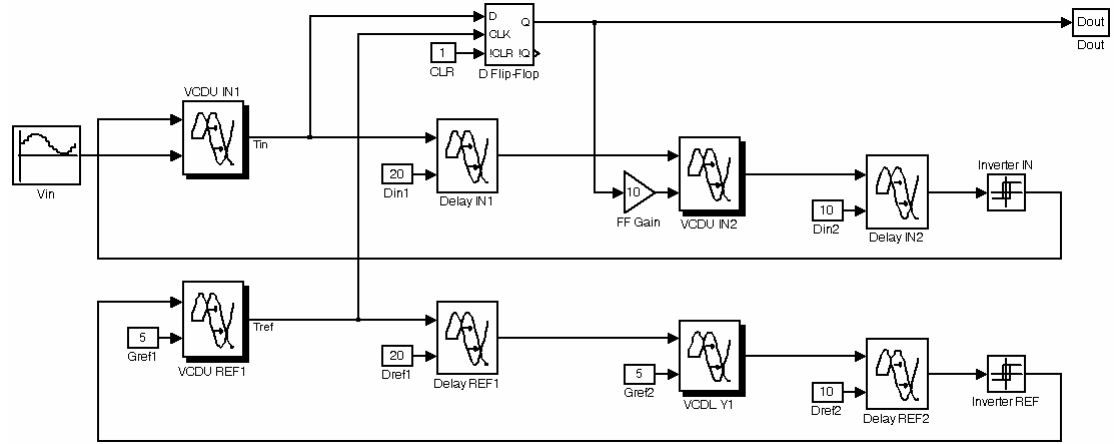 D
Q
CLK
!CLR !Q
D Flip-Flop
1
CLR
Dout
Dout
VCDU IN1
Tin
Vin
20
Din1
Delay IN1
10
FF Gain
VCDU IN2
10
Din2
Delay IN2
Inverter IN
5
Gref1
VCDU REF1
Tref
20
Dref1
Delay REF1
5
Gref2
VCDL Y1
10
Dref2
Delay REF2
Inverter REF